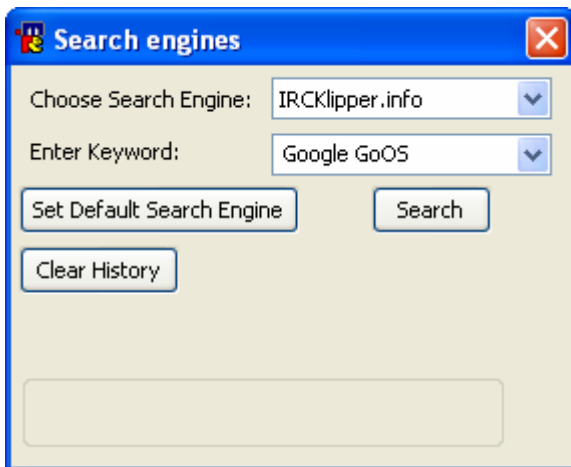 Search engines
Choose Search Engine: IRCKlipper.info
Enter Keyword: Google GoOS
Set Default Search Engine Search
Clear History